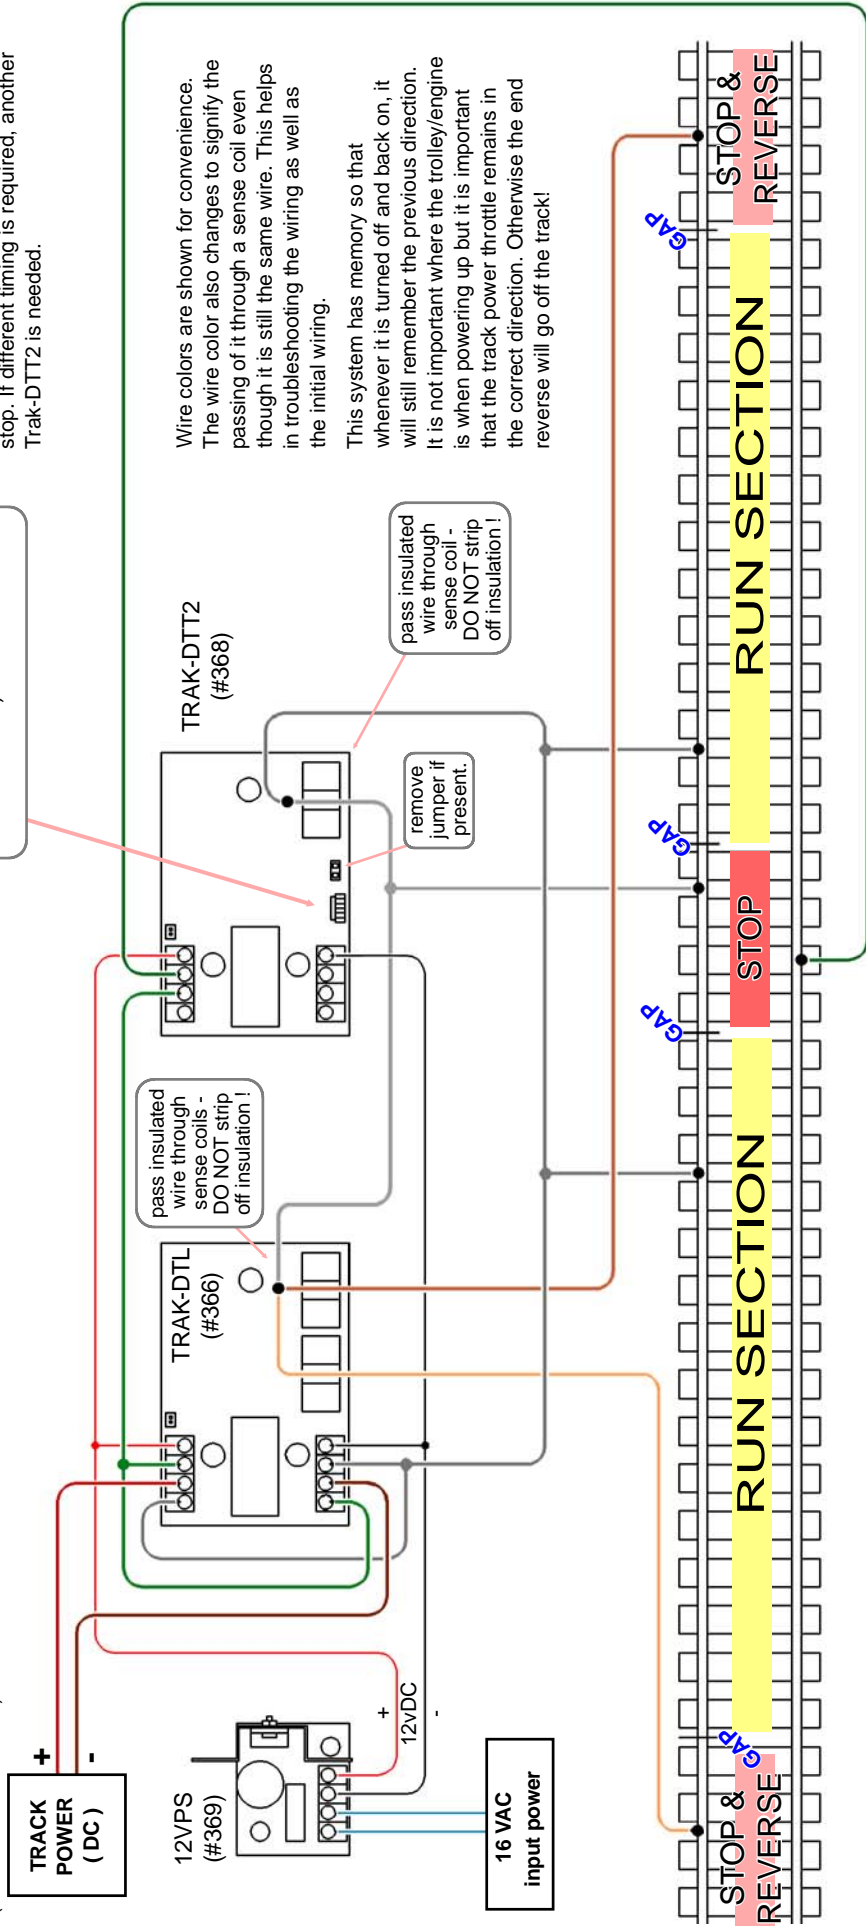 stop. If different timing is required, another
Trak-DTT2 is needed.
Wire colors are shown for convenience.
The wire color also changes to signify the
passing of it through a sense coil even
though it is still the same wire. This helps
in troubleshooting the wiring as well as
the initial wiring.
This system has memory so that
whenever it is turned off and back on, it
will still remember the previous direction.
It is not important where the trolley/engine
is when powering up but it is important
that the track power throttle remains in
the correct direction. Otherwise the end
reverse will go off the track!
TRACK
POWER
( DC )
+
-
12VPS
(#369)
+
12vDC
-
16 VAC
input power
TRAK-DTL
(#366)
pass insulated
wire through
sense coils -
DO NOT strip
off insulation !
TRAK-DTT2
(#368)
remove
jumper if
present.
pass insulated
wire through
sense coil -
DO NOT strip
off insulation !
STOP &
REVERSE
GAP
RUN SECTION
GAP
STOP
GAP
RUN SECTION
GAP
STOP &
REVERSE